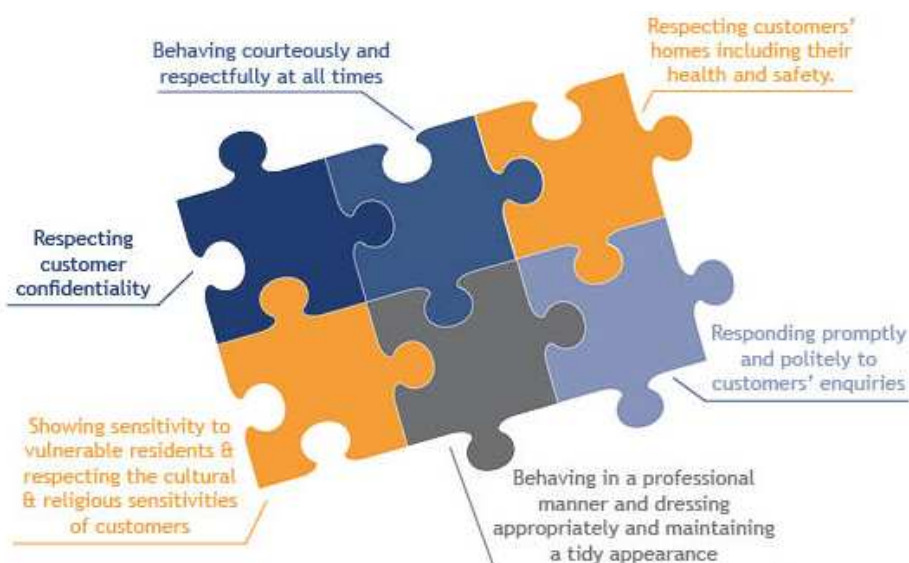 Behaving courteously and
respectfully at all times
Respecting customers'
homes including their
health and safety.
Respecting
customer
confidentiality
Responding promptly
and politely to
customers' enquiries
Showing sensitivity to
vulnerable residents &
respecting the cultural
& religious sensitivities
of customers
Behaving in a professional
manner and dressing
appropriately and maintaining
a tidy appearance